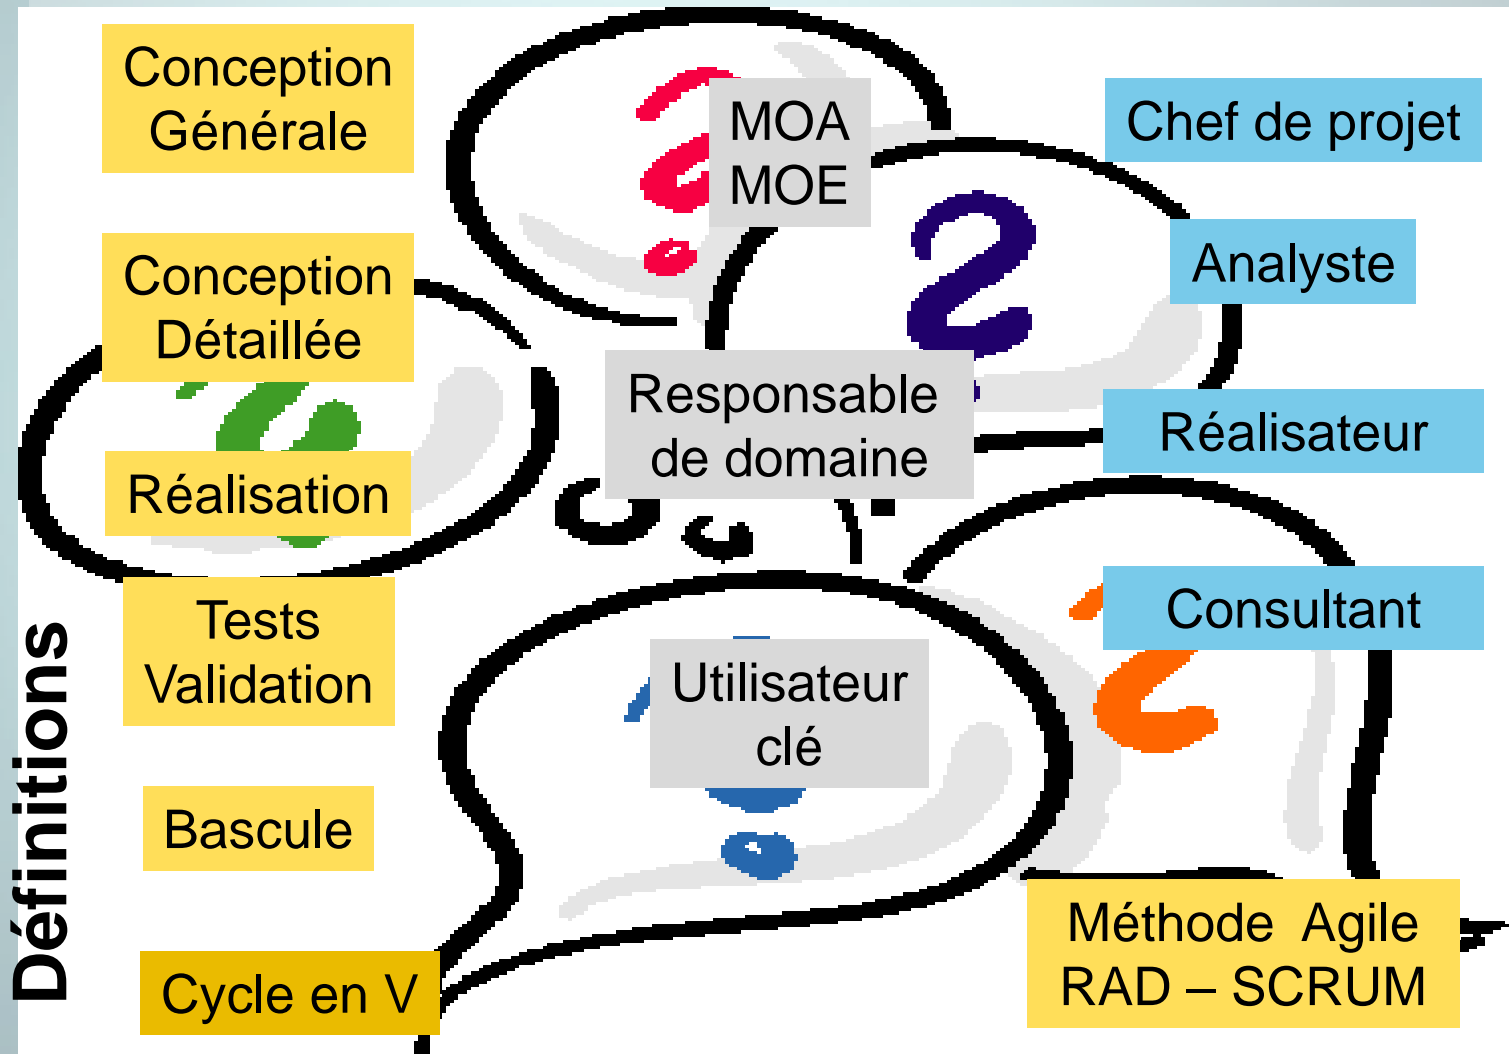 Définitions
Conception
Générale
Conception
Détaillée
Réalisation
Tests
Validation
Bascule
Cycle en V
MOA
MOE
Responsable
de domaine
Utilisateur
clé
Chef de projet
Analyste
Réalisateur
Consultant
Méthode Agile
RAD – SCRUM